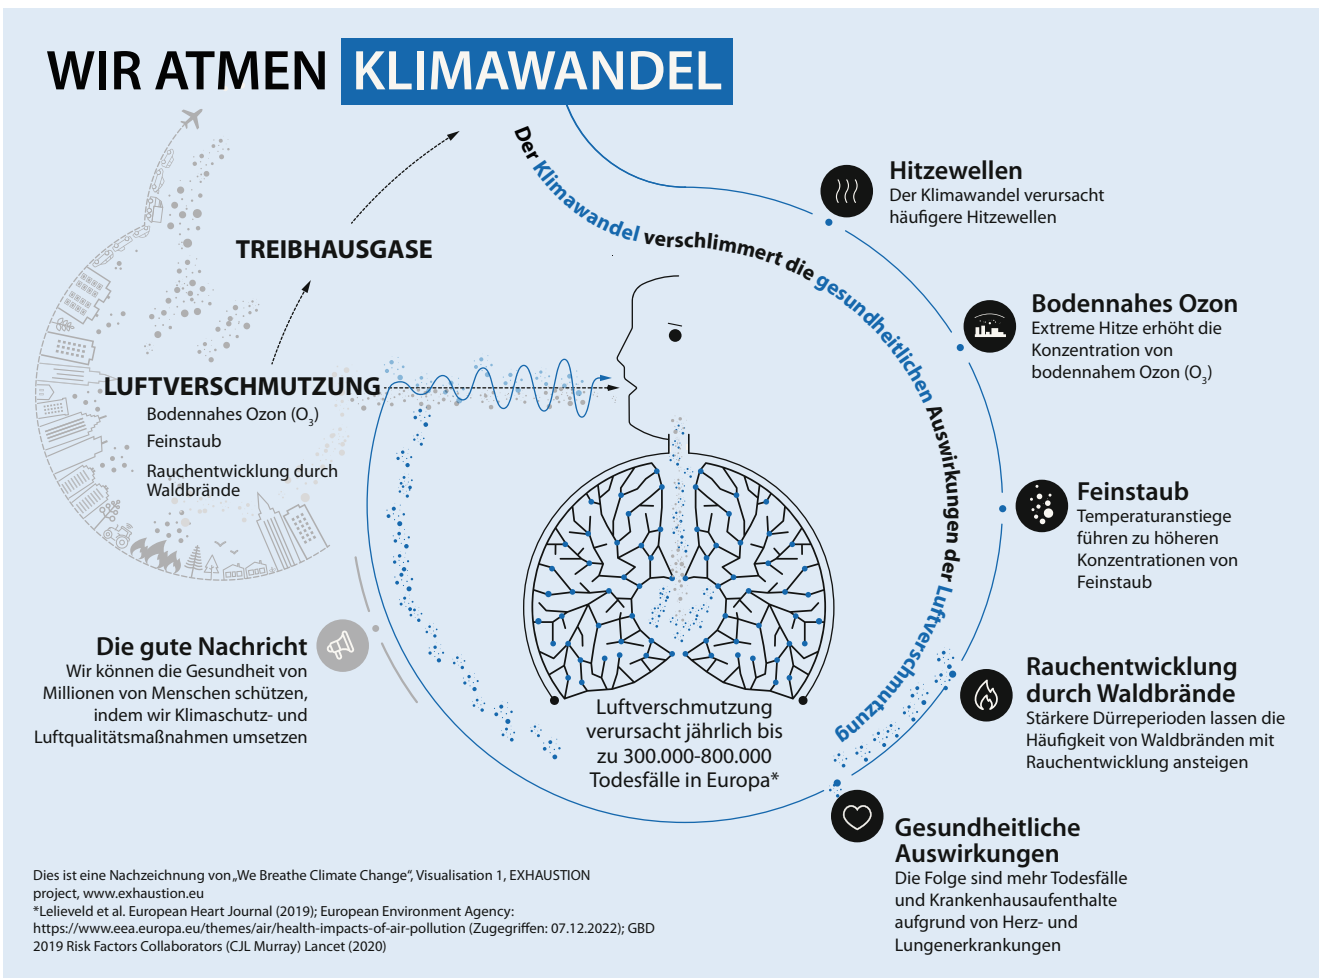 WIR ATMEN KLIMAWANDEL
Der Klimawandel verschlimmert die gesundheitlichen Auswirkungen der Luftverschmutzung
TREIBHAUSGASE
LUFTVERSCHMUTZUNG
Bodennahes Ozon (O3)
Feinstaub
Rauchentwicklung durch
Waldbrände
Hitzewellen
Der Klimawandel verursacht
häufigere Hitzewellen
Bodennahes Ozon
Extreme Hitze erhöht die
Konzentration von
bodennahem Ozon (O3)
Feinstaub
Temperaturanstiege
führen zu höheren
Konzentrationen von
Feinstaub
Rauchentwicklung
durch Waldbrände
Stärkere Dürreperioden lassen die
Häufigkeit von Waldbränden mit
Rauchentwicklung ansteigen
Gesundheitliche
Auswirkungen
Die Folge sind mehr Todesfälle
und Krankenhausaufenthalte
aufgrund von Herz- und
Lungenerkrankungen
Luftverschmutzung
verursacht jährlich bis
zu 300.000-800.000
Todesfälle in Europa*
Die gute Nachricht
Wir können die Gesundheit von
Millionen von Menschen schützen,
indem wir Klimaschutz- und
Luftqualitätsmaßnahmen umsetzen
Dies ist eine Nachzeichnung von „We Breathe Climate Change“, Visualisation 1, EXHAUSTION
project, www.exhaustion.eu
*Lelieveld et al. European Heart Journal (2019); European Environment Agency:
https://www.eea.europa.eu/themes/air/health-impacts-of-air-pollution (Zugegriffen: 07.12.2022); GBD
2019 Risk Factors Collaborators (CJL Murray) Lancet (2020)